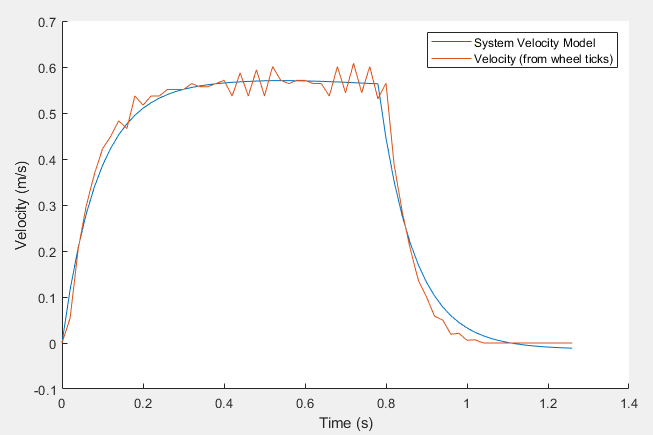 0.7
System Velocity Model
Velocity (from wheel ticks)
0.6
0.5
0.4
0.3
0.2
0.1
0
-0.1
Velocity (m/s)
0 0.2 0.4 0.6 0.8 1 1.2 1.4
Time (s)